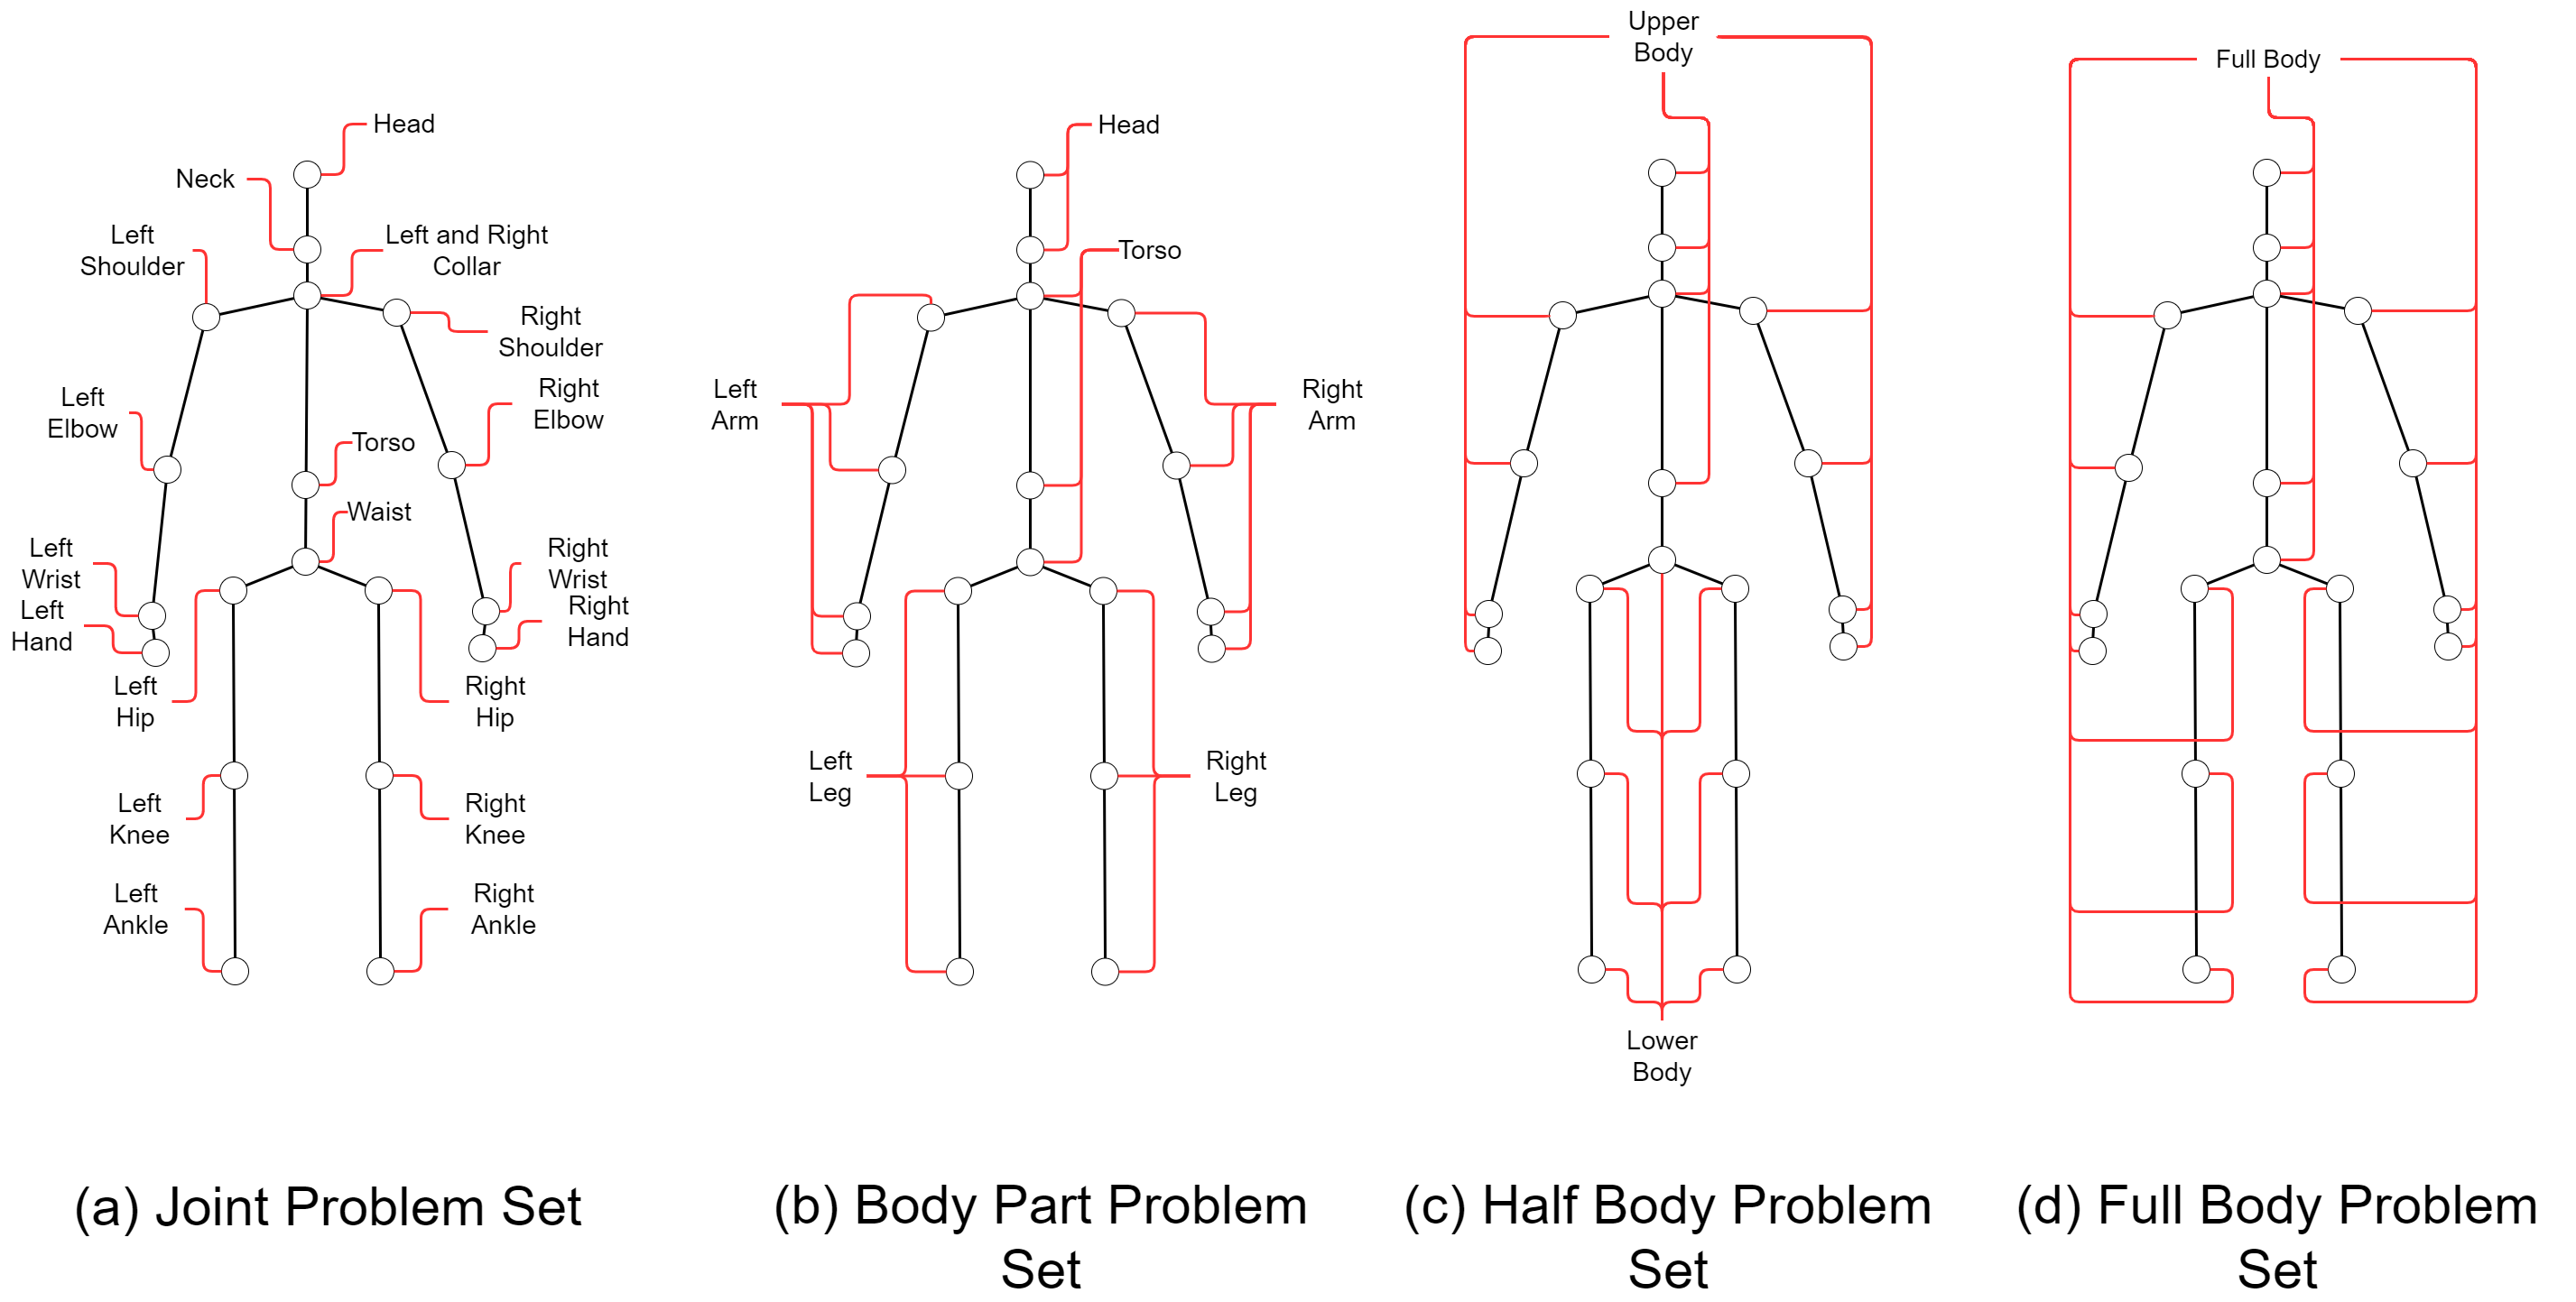 Head
Neck
Left
Shoulder
Left and Right
Collar
Right
Shoulder
Left
Elbow
Right
Elbow
Torso
Waist
Left
Wrist
Right
Wrist
Left
Hand
Right
Hand
Left
Hip
Right
Hip
Left
Knee
Right
Knee
Left
Ankle
Right
Ankle
(a) Joint Problem Set
Head
Torso
Left
Arm
Right
Arm
Left
Leg
Right
Leg
(b) Body Part Problem
Set
Upper
Body
Lower
Body
(c) Half Body Problem
Set
Full Body
(d) Full Body Problem
Set